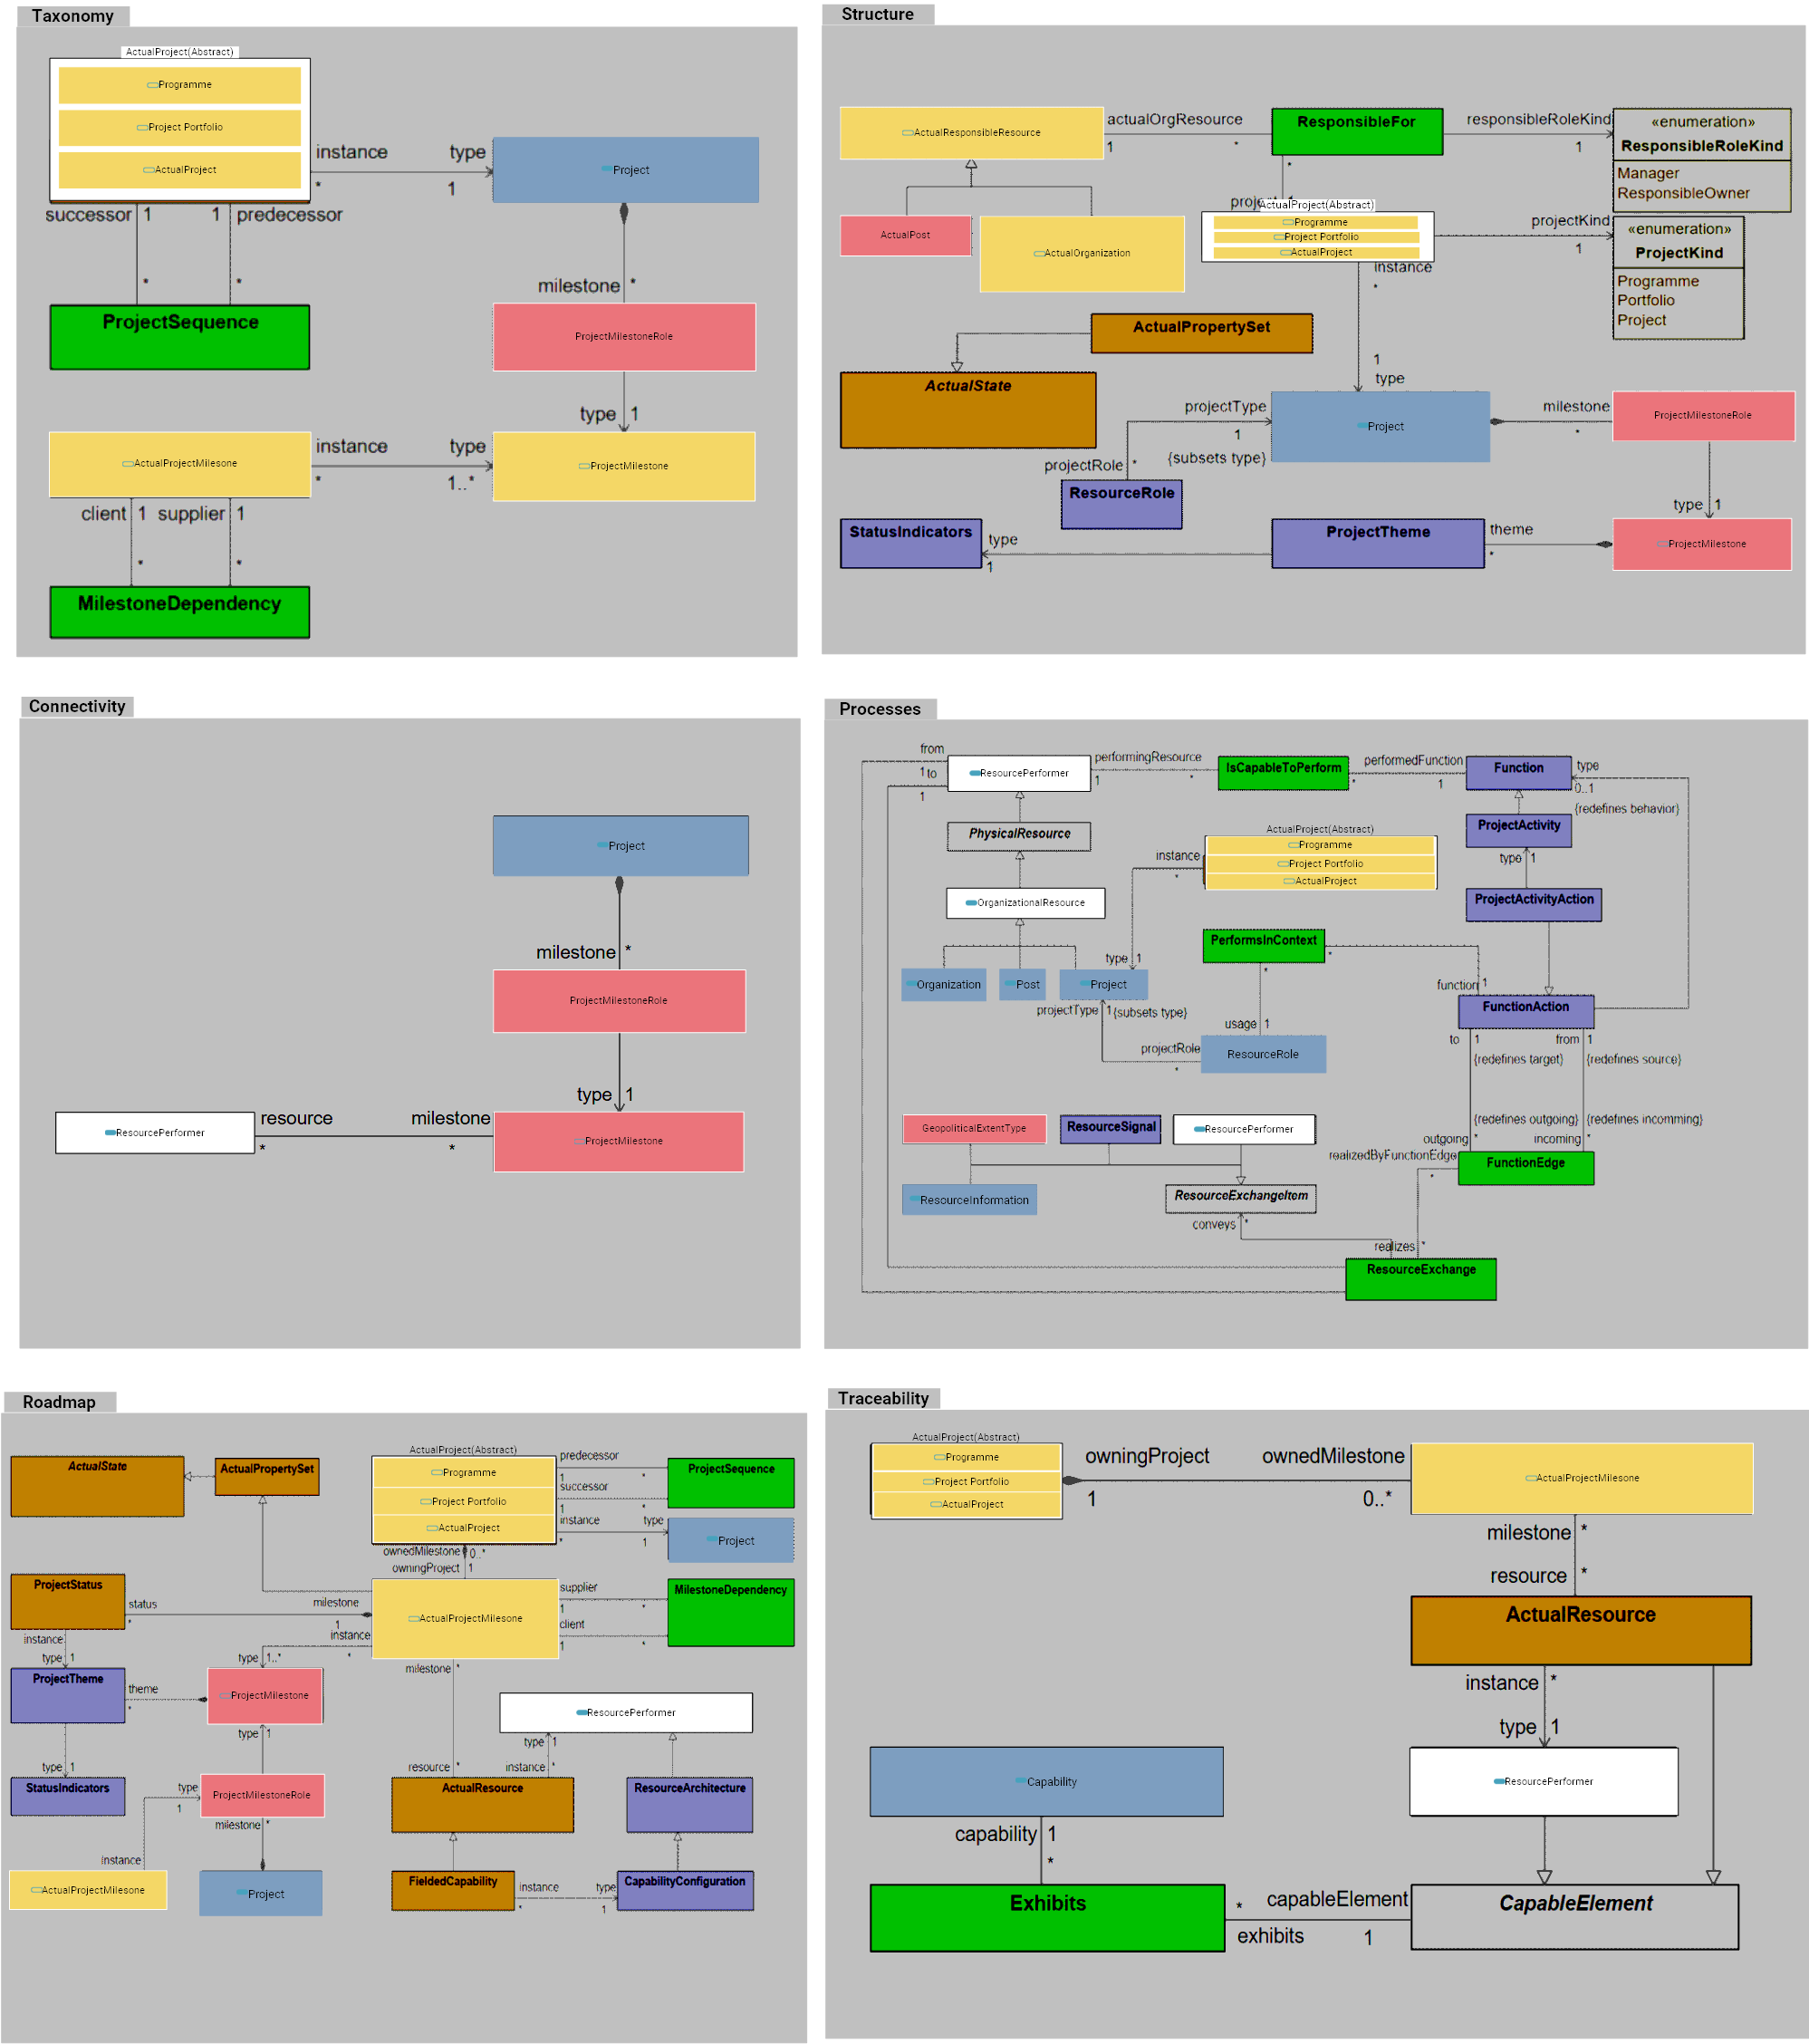 Taxonomy
ActualProject(Abstract)
Programme
Project Portfolio
ActualProject
instance
type
*
1
Project
successor
1
1
predecessor
*
*
milestone
*
ProjectSequence
ProjectMilestoneRole
type
1
ActualProjectMilesone
instance
type
*
1..*
ProjectMilestone
client
1
supplier
1
*
*
MilestoneDependency
Structure
ActualResponsibleResource
actualOrgResource
1
*
ResponsibleFor
responsibleRoleKind
1
«enumeration»
ResponsibleRoleKind
Manager
ResponsibleOwner
*
ActualPost
ActualOrganization
ActualProject(Abstract)
Programme
Project Portfolio
ActualProject
projectKind
1
«enumeration»
ProjectKind
Programme
Portfolio
Project
instance
*
ActualPropertySet
ActualState
1
type
projectType
1
{subsets type}
Project
milestone
*
ProjectMilestoneRole
projectRole
*
ResourceRole
type
1
StatusIndicators
type
1
ProjectTheme
theme
*
ProjectMilestone
Connectivity
Project
milestone
*
ProjectMilestoneRole
type
1
ResourcePerformer
resource
*
milestone
*
ProjectMilestone
Processes
from
1
to
1
ResourcePerformer
performingResource
1
*
IsCapableToPerform
performedFunction
*
1
Function
type
0..1
{redefines behavior}
PhysicalResource
ProjectActivity
type
1
ActualProject(Abstract)
Programme
Project Portfolio
ActualProject
instance
*
OrganizationalResource
ProjectActivityAction
PerformsInContext
*
*
type
1
Organization
Post
Project
function
1
FunctionAction
projectType
1
{subsets type}
usage
1
projectRole
*
ResourceRole
to
1
from
1
{redefines target}
{redefines source}
GeopoliticalExtentType
ResourceSignal
ResourcePerformer
{redefines outgoing}
{redefines incomming}
outgoing
*
incoming
*
realizedByFunctionEdge
*
FunctionEdge
ResourceInformation
ResourceExchangeItem
conveys
*
realizes
*
ResourceExchange
Roadmap
ActualState
ActualPropertySet
ActualProject(Abstract)
Programme
Project Portfolio
ActualProject
predecessor
1
*
successor
1
*
ProjectSequence
instance
*
type
1
Project
ownedMilestone
0..*
owningProject
1
ProjectStatus
status
*
milestone
1
ActualProjectMilesone
supplier
1
*
client
1
*
MilestoneDependency
instance
type
1
instance
*
type
1..*
ProjectTheme
theme
*
ProjectMilestone
milestone
*
ResourcePerformer
type
1
type
1
type
1
resource
*
instance
*
StatusIndicators
type
1
ProjectMilestoneRole
ActualResource
ResourceArchitecture
milestone
*
instance
ActualProjectMilesone
Project
FieldedCapability
instance
*
type
1
CapabilityConfiguration
Traceability
ActualProject(Abstract)
Programme
Project Portfolio
ActualProject
owningProject
1
ownedMilestone
0..*
ActualProjectMilesone
milestone
*
resource
*
ActualResource
instance
*
type
1
Capability
ResourcePerformer
capability
1
*
Exhibits
*
capableElement
exhibits
1
CapableElement